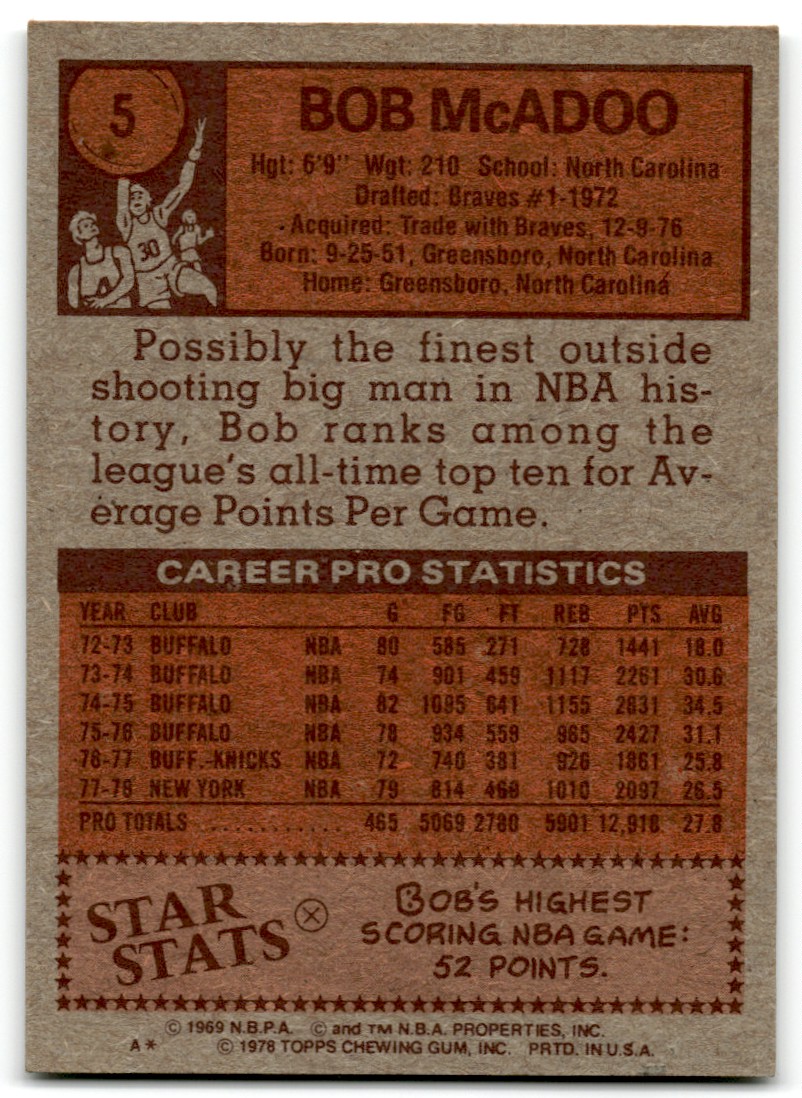 5
BOB McADOO
Hgt: 6'9" Wgt: 210 School: North Carolina
Drafted: Braves #1-1972
Acquired: Trade with Braves, 12-9-76
Born: 9-25-51, Greensboro, North Carolina
Home: Greensboro, North Carolina
30
Possibly the finest outside
shooting big man in NBA his-
tory, Bob ranks among the
league's all-time top ten for Av-
erage Points Per Game.
CAREER PRO STATISTICS
YEAR CLUB G FG FT REB PTS AVG
72-73 BUFFALO NBA 80 585 271 728 1441 18.0
73-74 BUFFALO NBA 74 901 459 1117 2261 30.6
74-75 BUFFALO NBA 82 1095 641 1155 2831 34.5
75-76 BUFFALO NBA 78 934 559 965 2427 31.1
76-77 BUFF.-KNICKS NBA 72 740 381 926 1861 25.8
77-78 NEW YORK NBA 79 814 469 1010 2097 26.5
PRO TOTALS ............ 465 5069 2780 5901 12,918 27.8
STAR
STATS
BOB'S HIGHEST
SCORING NBA GAME:
52 POINTS.
© 1969 N.B.P.A. © and TM N.B.A. PROPERTIES, INC.
A* © 1978 TOPPS CHEWING GUM, INC. PRTD. IN U.S.A.